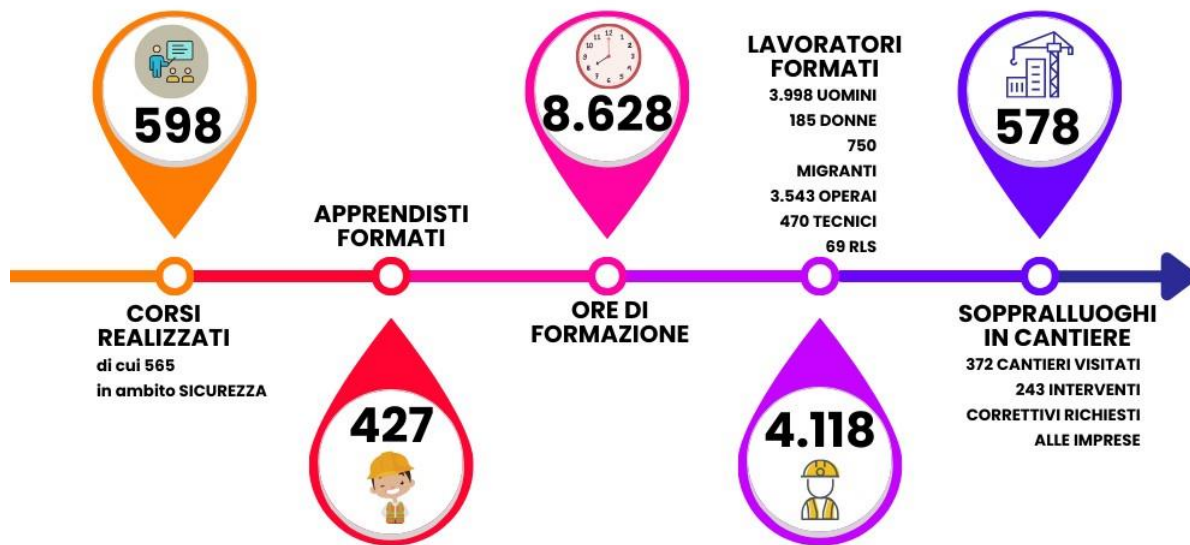 598
CORSI
REALIZZATI
di cui 565
in ambito SICUREZZA
APPRENDISTI
FORMATI
427
8.628
ORE DI
FORMAZIONE
LAVORATORI
FORMATI
3.998 UOMINI
185 DONNE
750
MIGRANTI
3.543 OPERAI
470 TECNICI
69 RLS
4.118
578
SOPPRALLUOGHI
IN CANTIERE
372 CANTIERI VISITATI
243 INTERVENTI
CORRETTIVI RICHIESTI
ALLE IMPRESE